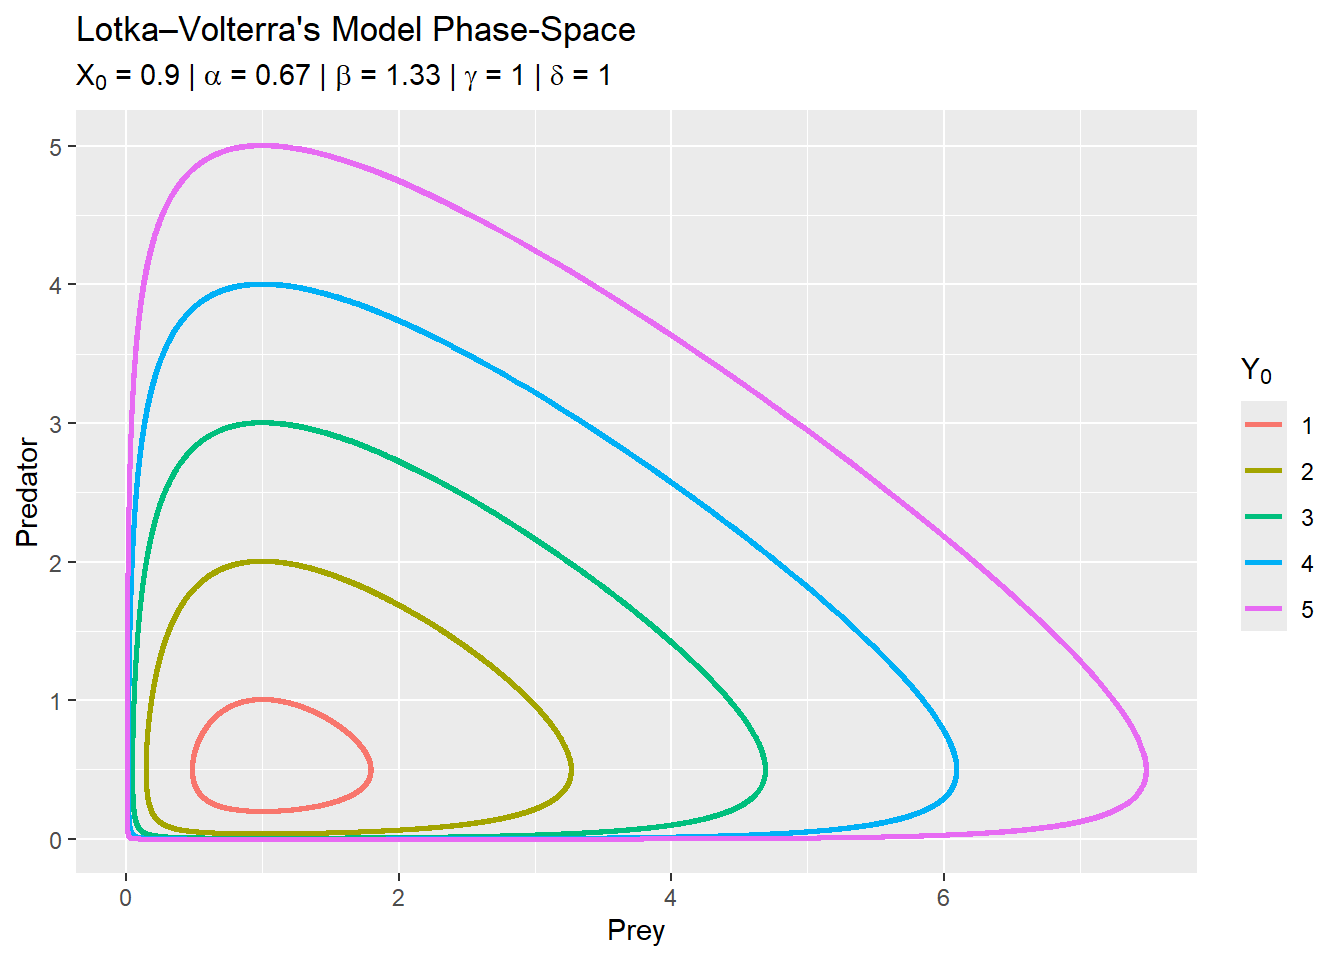 Lotka–Volterra's Model Phase-Space
X₀ = 0.9 | α = 0.67 | β = 1.33 | γ = 1 | δ = 1
5
4
3
2
1
0
Predator
0 2 4 6
Prey
Y₀
1
2
3
4
5